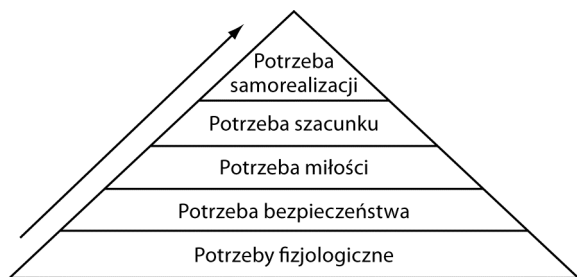 Potrzeba
samorealizacji
Potrzeba szacunku
Potrzeba miłości
Potrzeba bezpieczeństwa
Potrzeby fizjologiczne